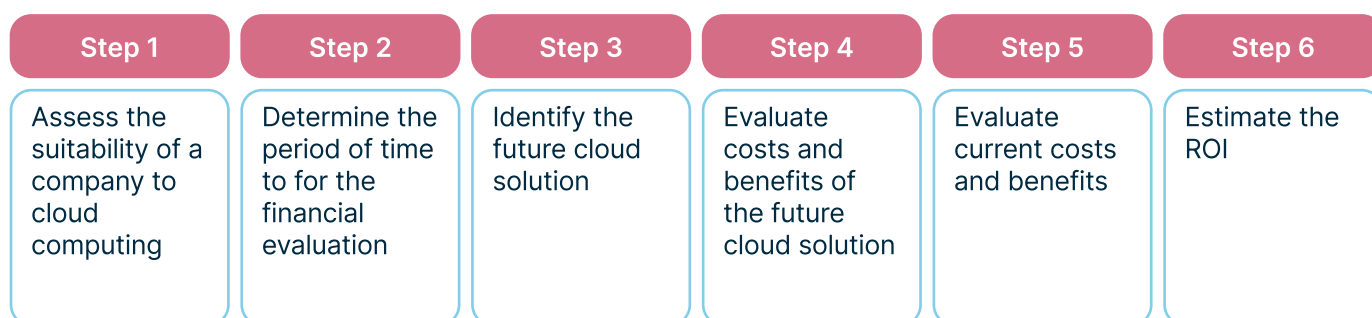 Step 1
Assess the
suitability of a
company to
cloud
computing
Step 2
Determine the
period of time
to for the
financial
evaluation
Step 3
Identify the
future cloud
solution
Step 4
Evaluate
costs and
benefits of
the future
cloud solution
Step 5
Evaluate
current costs
and benefits
Step 6
Estimate the
ROI